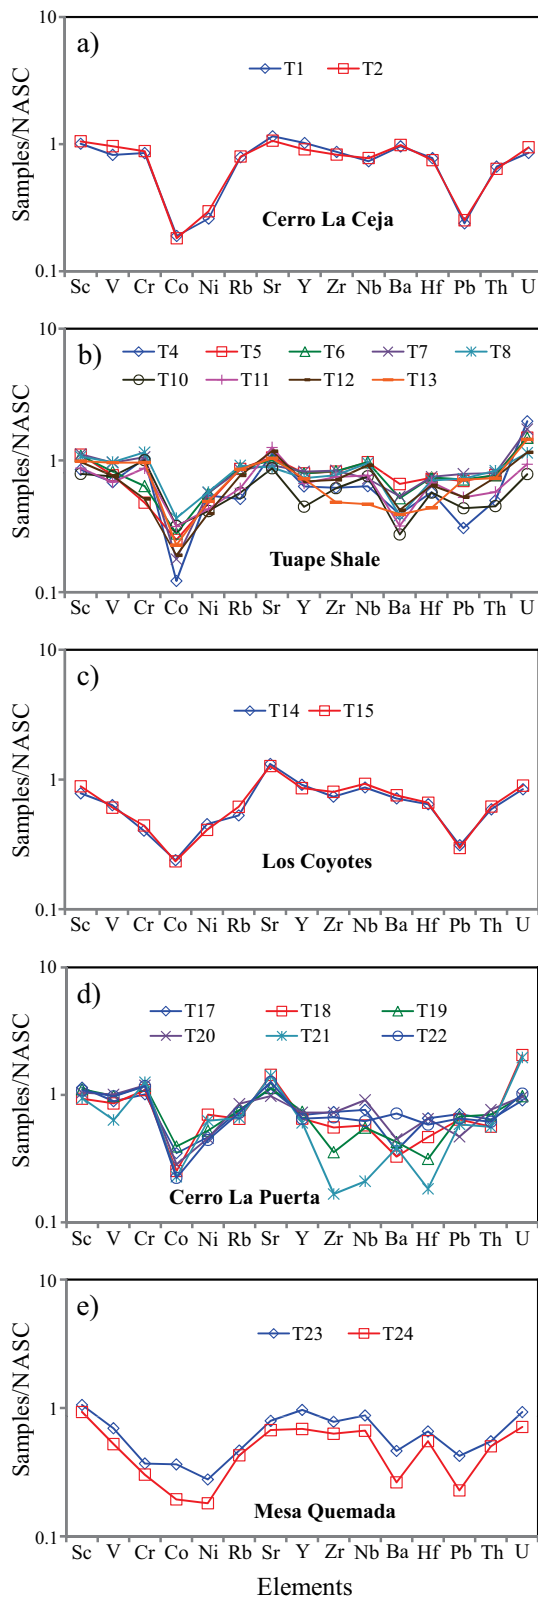 10
a)
T1 T2
Samples/NASC
1
Cerro La Ceja
0.1
Sc V Cr Co Ni Rb Sr Y Zr Nb Ba Hf Pb Th U
10
b) T4 T5 T6 T7 T8
T10 T11 T12 T13
Samples/NASC
1
Tuape Shale
0.1
Sc V Cr Co Ni Rb Sr Y Zr Nb Ba Hf Pb Th U
10
c)
T14 T15
Samples/NASC
1
Los Coyotes
0.1
Sc V Cr Co Ni Rb Sr Y Zr Nb Ba Hf Pb Th U
10
d) T17 T18 T19
T20 T21 T22
Samples/NASC
1
Cerro La Puerta
0.1
Sc V Cr Co Ni Rb Sr Y Zr Nb Ba Hf Pb Th U
10
e)
T23 T24
Samples/NASC
1
Mesa Quemada
0.1
Sc V Cr Co Ni Rb Sr Y Zr Nb Ba Hf Pb Th U
Elements